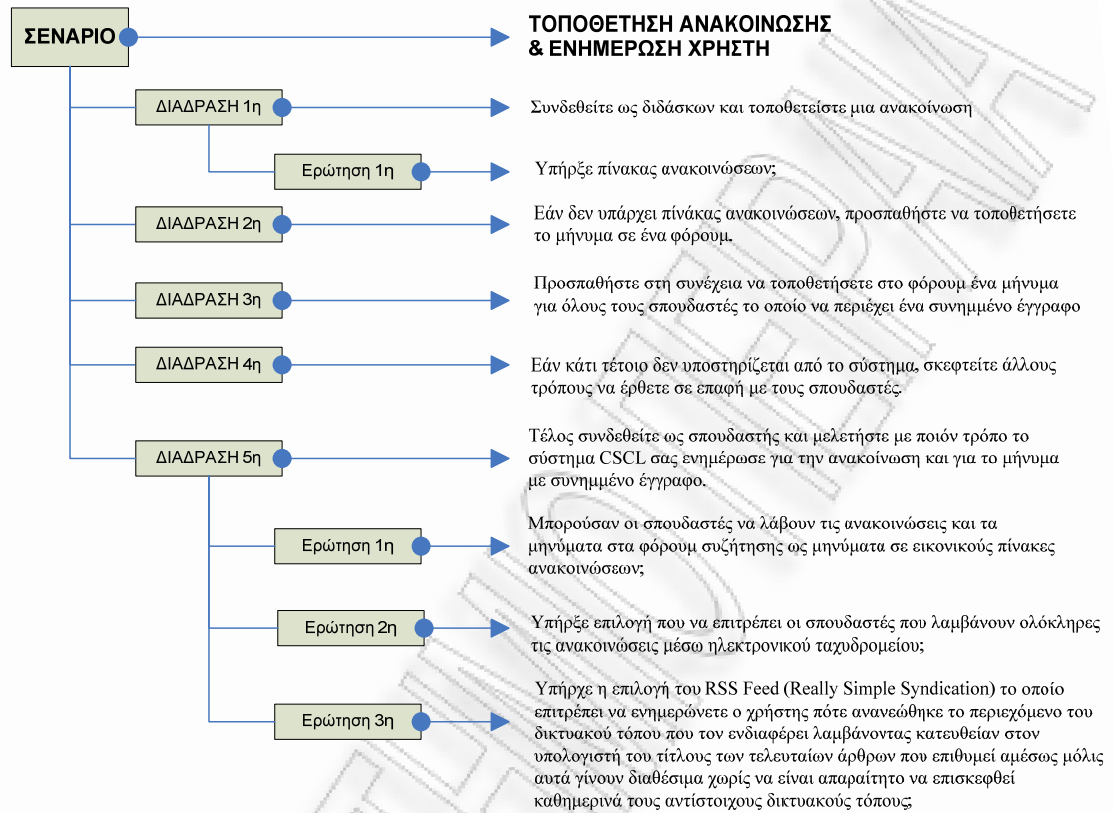 ΣΕΝΑΡΙΟ
ΤΟΠΟΘΕΤΗΣΗ ΑΝΑΚΟΙΝΩΣΗΣ
& ΕΝΗΜΕΡΩΣΗ ΧΡΗΣΤΗ
ΔΙΑΔΡΑΣΗ 1η
Συνδεθείτε ως διδάσκων και τοποθετείστε μια ανακοίνωση
Ερώτηση 1η
Υπήρξε πίνακας ανακοινώσεων;
ΔΙΑΔΡΑΣΗ 2η
Εάν δεν υπάρχει πίνάκας ανακοινώσεων, προσπαθήστε να τοποθετήσετε
το μήνυμα σε ένα φόρουμ.
ΔΙΑΔΡΑΣΗ 3η
Προσπαθήστε στη συνέχεια να τοποθετήσετε στο φόρουμ ένα μήνυμα
για όλους τους σπουδαστές το οποίο να περιέχει ένα συνημμένο έγγραφο
ΔΙΑΔΡΑΣΗ 4η
Εάν κάτι τέτοιο δεν υποστηρίζεται από το σύστημα, σκεφτείτε άλλους
τρόπους να έρθετε σε επαφή με τους σπουδαστές.
ΔΙΑΔΡΑΣΗ 5η
Τέλος συνδεθείτε ως σπουδαστής και μελετήστε με ποιόν τρόπο το
σύστημα CSCL σας ενημέρωσε για την ανακοίνωση και για το μήνυμα
με συνημμένο έγγραφο.
Ερώτηση 1η
Μπορούσαν οι σπουδαστές να λάβουν τις ανακοινώσεις και τα
μηνύματα στα φόρουμ συζήτησης ως μηνύματα σε εικονικούς πίνακες
ανακοινώσεων;
Ερώτηση 2η
Υπήρξε επιλογή που να επιτρέπει οι σπουδαστές που λαμβάνουν ολόκληρες
τις ανακοινώσεις μέσω ηλεκτρονικού ταχυδρομείου;
Ερώτηση 3η
Υπήρχε η επιλογή του RSS Feed (Really Simple Syndication) το οποίο
επιτρέπει να ενημερώνετε ο χρήστης πότε ανανεώθηκε το περιεχόμενο του
δικτυακού τόπου που τον ενδιαφέρει λαμβάνοντας κατευθείαν στον
υπολογιστή του τίτλους των τελευταίων άρθρων που επιθυμεί αμέσως μόλις
αυτά γίνουν διαθέσιμα χωρίς να είναι απαραίτητο να επισκεφθεί
καθημερινά τους αντίστοιχους δικτυακούς τόπους;